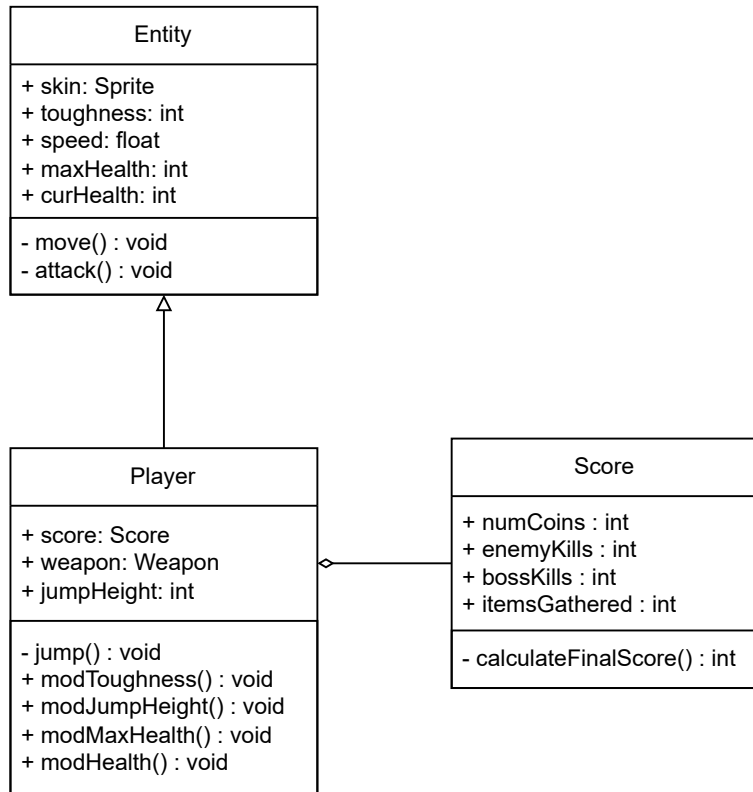 Entity
+ skin: Sprite
+ toughness: int
+ speed: float
+ maxHealth: int
+ curHealth: int
- move() : void
- attack() : void
Player
+ score: Score
+ weapon: Weapon
+ jumpHeight: int
- jump() : void
+ modToughness() : void
+ modJumpHeight() : void
+ modMaxHealth() : void
+ modHealth() : void
Score
+ numCoins : int
+ enemyKills : int
+ bossKills : int
+ itemsGathered : int
- calculateFinalScore() : int